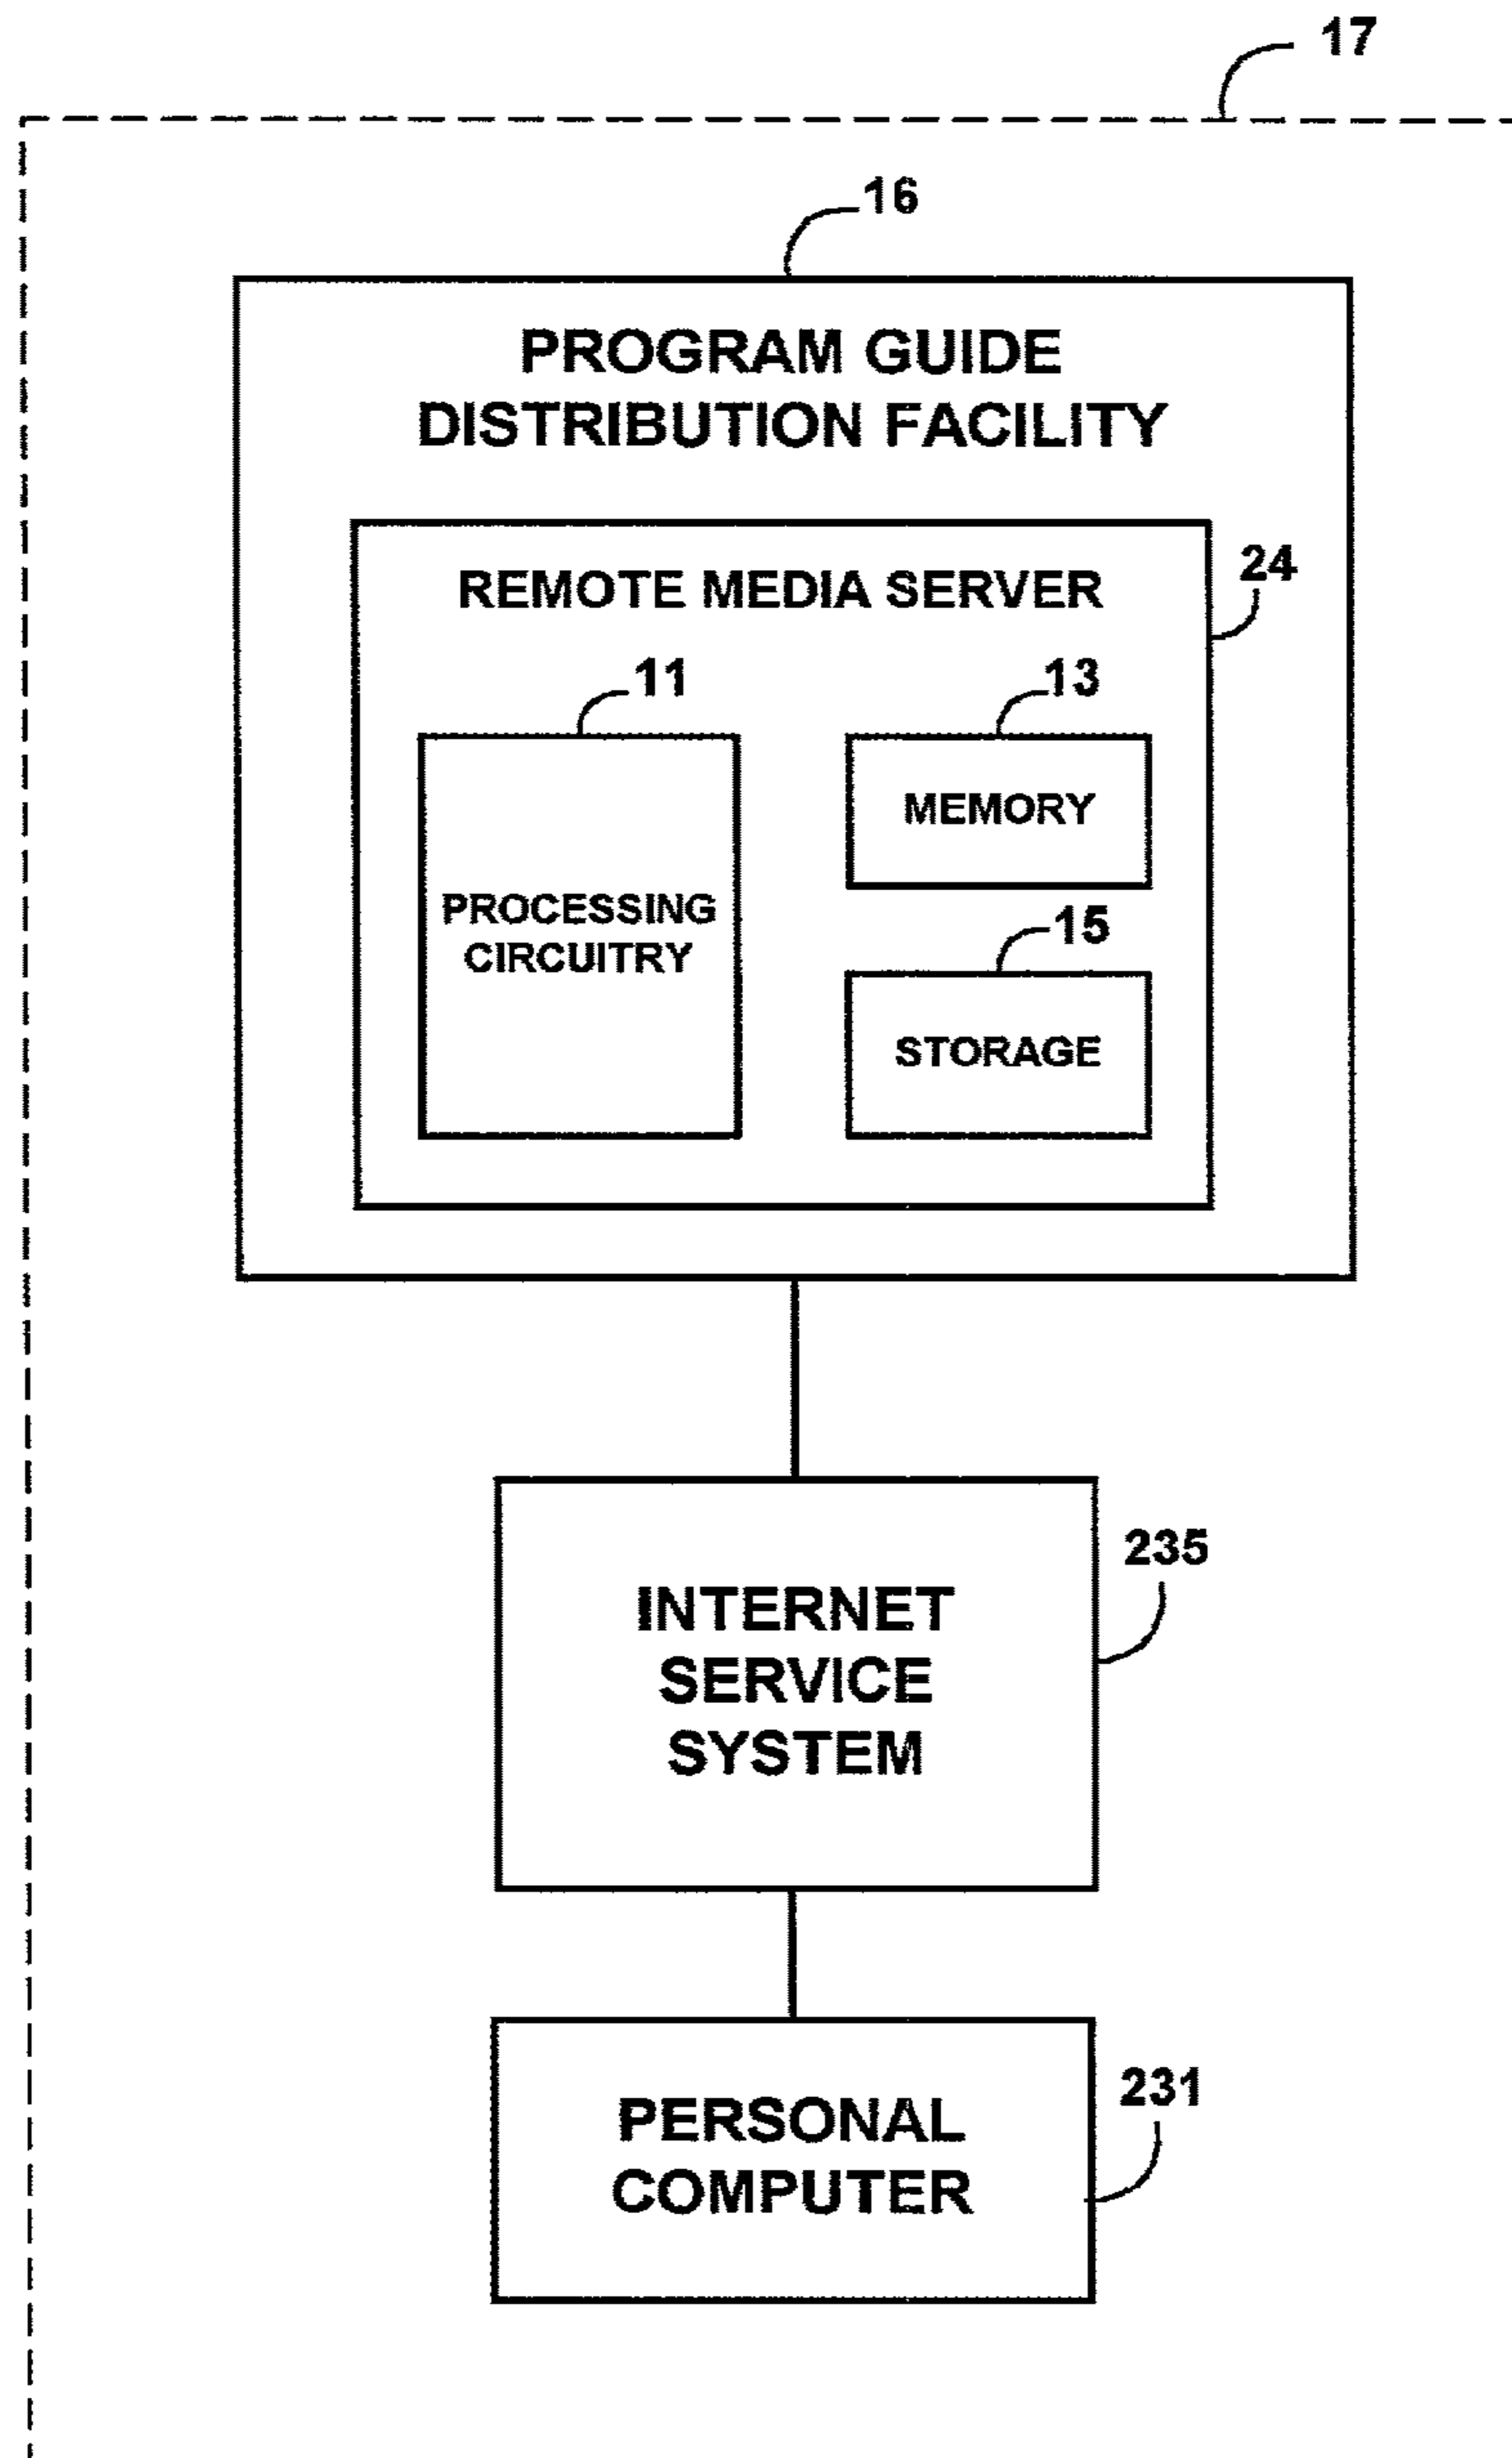 17
16
PROGRAM GUIDE
DISTRIBUTION FACILITY
REMOTE MEDIA SERVER
24
11
13
MEMORY
PROCESSING
CIRCUITRY
15
STORAGE
235
INTERNET
SERVICE
SYSTEM
231
PERSONAL
COMPUTER